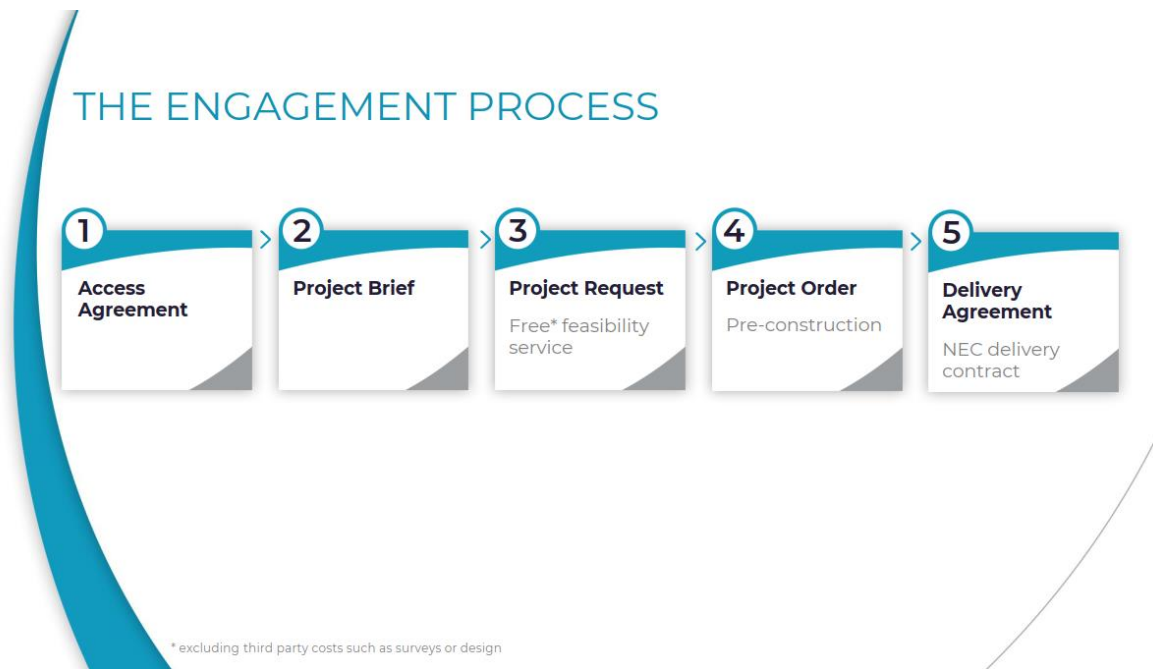 THE ENGAGEMENT PROCESS
1
Access
Agreement
2
Project Brief
3
Project Request
Free* feasibility
service
4
Project Order
Pre-construction
5
Delivery
Agreement
NEC delivery
contract
* excluding third party costs such as surveys or design